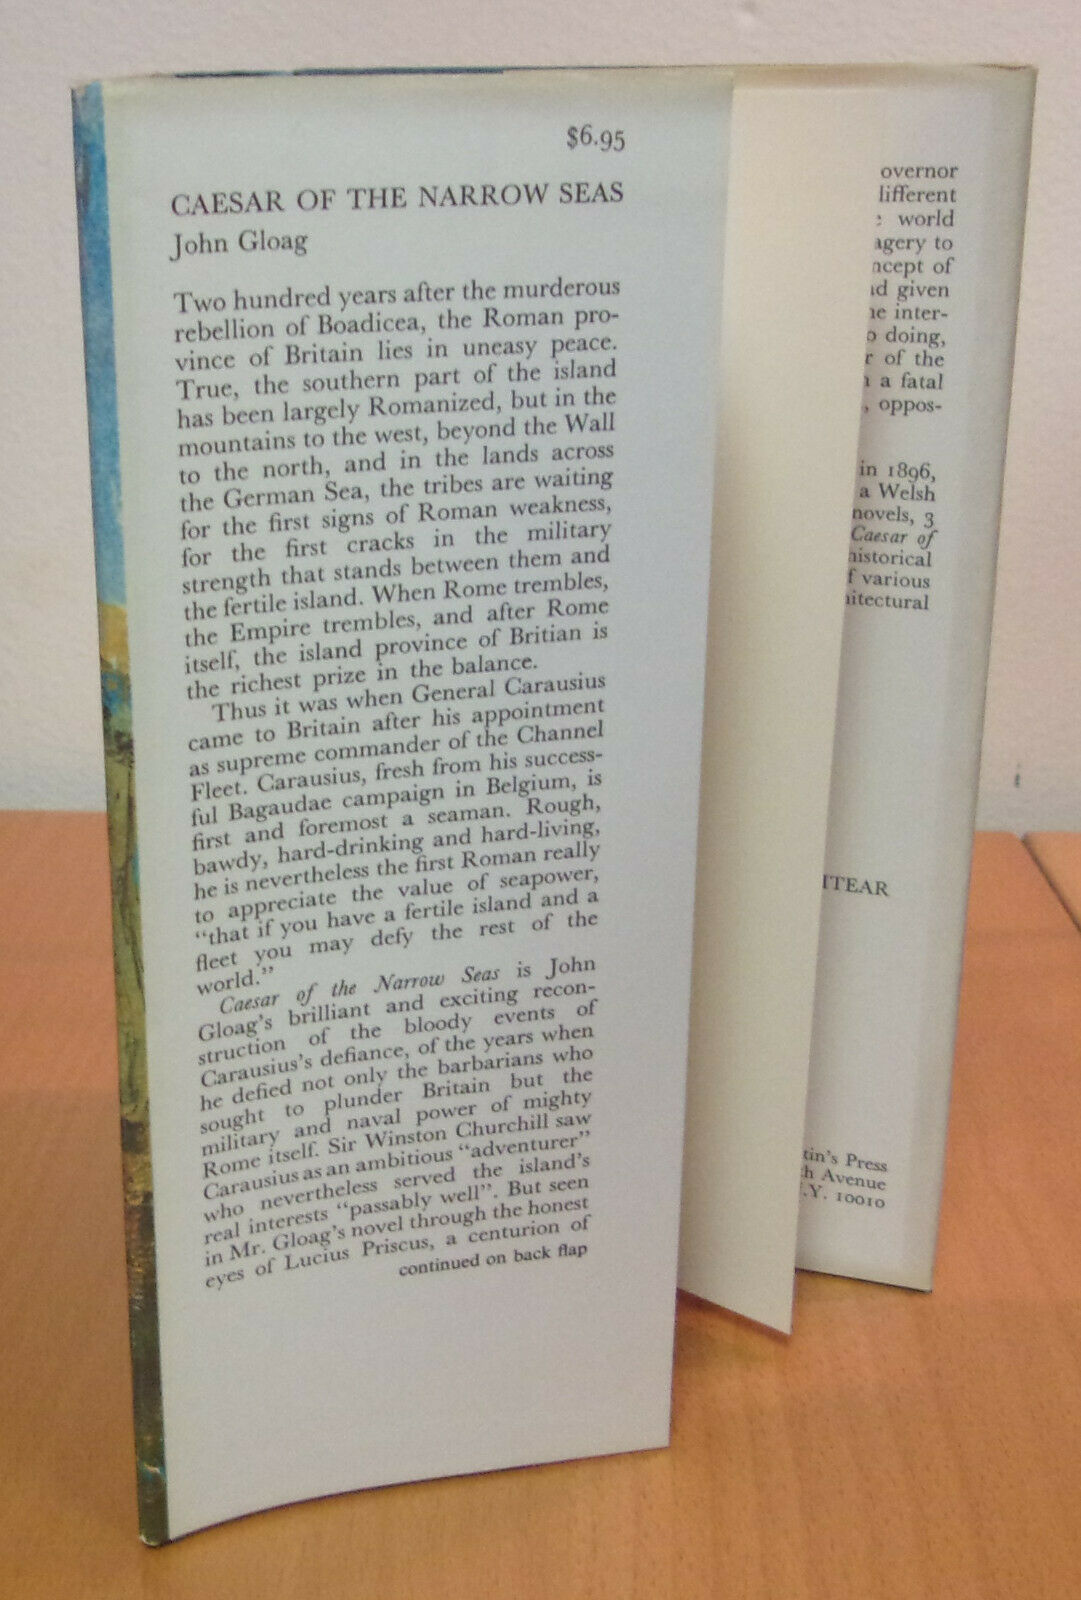 $6.95
CAESAR OF THE NARROW SEAS
John Gloag
Two hundred years after the murderous
rebellion of Boadicea, the Roman pro-
vince of Britain lies in uneasy peace.
True, the southern part of the island
has been largely Romanized, but in the
mountains to the west, beyond the Wall
to the north, and in the lands across
the German Sea, the tribes are waiting
for the first signs of Roman weakness,
for the first cracks in the military
strength that stands between them and
the fertile island. When Rome trembles,
the Empire trembles, and after Rome
itself, the island province of Britian is
the richest prize in the balance.
Thus it was when General Carausius
came to Britain after his appointment
as supreme commander of the Channel
Fleet. Carausius, fresh from his success-
ful Bagaudae campaign in Belgium, is
first and foremost a seaman. Rough,
bawdy, hard-drinking and hard-living,
he is nevertheless the first Roman really
to appreciate the value of seapower,
"that if you have a fertile island and a
fleet you may defy the rest of the
world."
Caesar of the Narrow Seas is John
Gloag's brilliant and exciting recon-
struction of the bloody events of
Carausius's defiance, of the years when
he defied not only the barbarians who
sought to plunder Britain but the
military and naval power of mighty
Rome itself. Sir Winston Churchill saw
Carausius as an ambitious "adventurer"
who nevertheless served the island's
real interests "passably well". But seen
in Mr. Gloag's novel through the honest
eyes of Lucius Priscus, a centurion of
continued on back flap
overnor
ifferent
world
agery to
ncept of
d given
ne inter-
o doing,
r of the
a fatal
, oppos-
in 1896,
a Welsh
novels, 3
Caesar of
historical
f various
hitectural
ITEAR
tin's Press
h Avenue
.Y. 10010